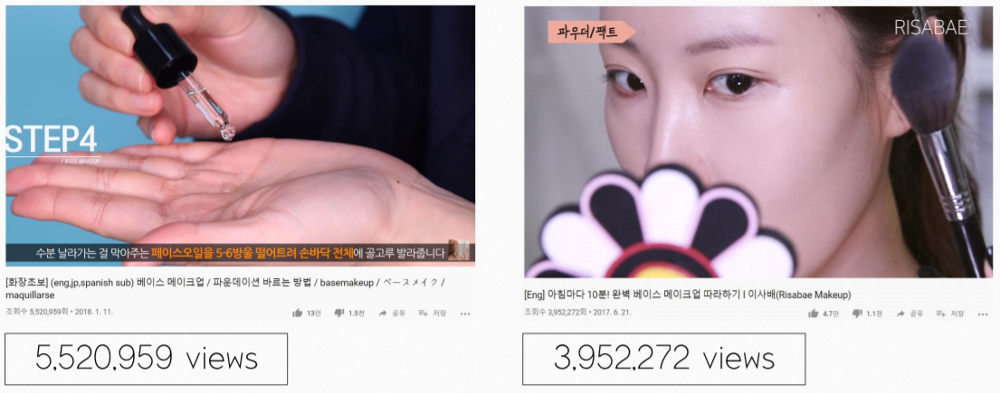 STEP4
/ BASE MAKEUP
수분 날라가는 걸 막아주는 페이스오일을 5-6방울 떨어트려 손바닥 전체에 골고루 발라줍니다
[화장초보] (eng,jp,spanish sub) 베이스 메이크업 / 파운데이션 바르는 방법 / basemakeup / ベースメイク /
maquillarse
조회수 5,520,959회 • 2018. 1. 11.
13만 1.5천 공유 저장
5,520,959 views
파우더/팩트
RISABAE
[Eng] 아침마다 10분! 완벽 베이스 메이크업 따라하기 I 이사배(Risabae Makeup)
조회수 3,952,272회 • 2017. 6. 21.
4.7만 1.1천 공유 저장
3,952,272 views